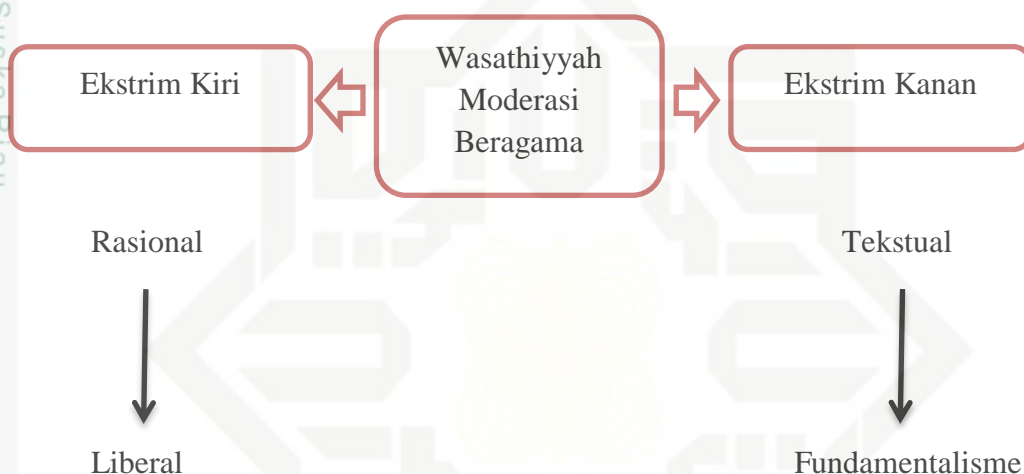 Ekstrim Kiri
Wasathiyyah
Moderasi
Beragama
Ekstrim Kanan
Rasional
Tekstual
Liberal
Fundamentalisme